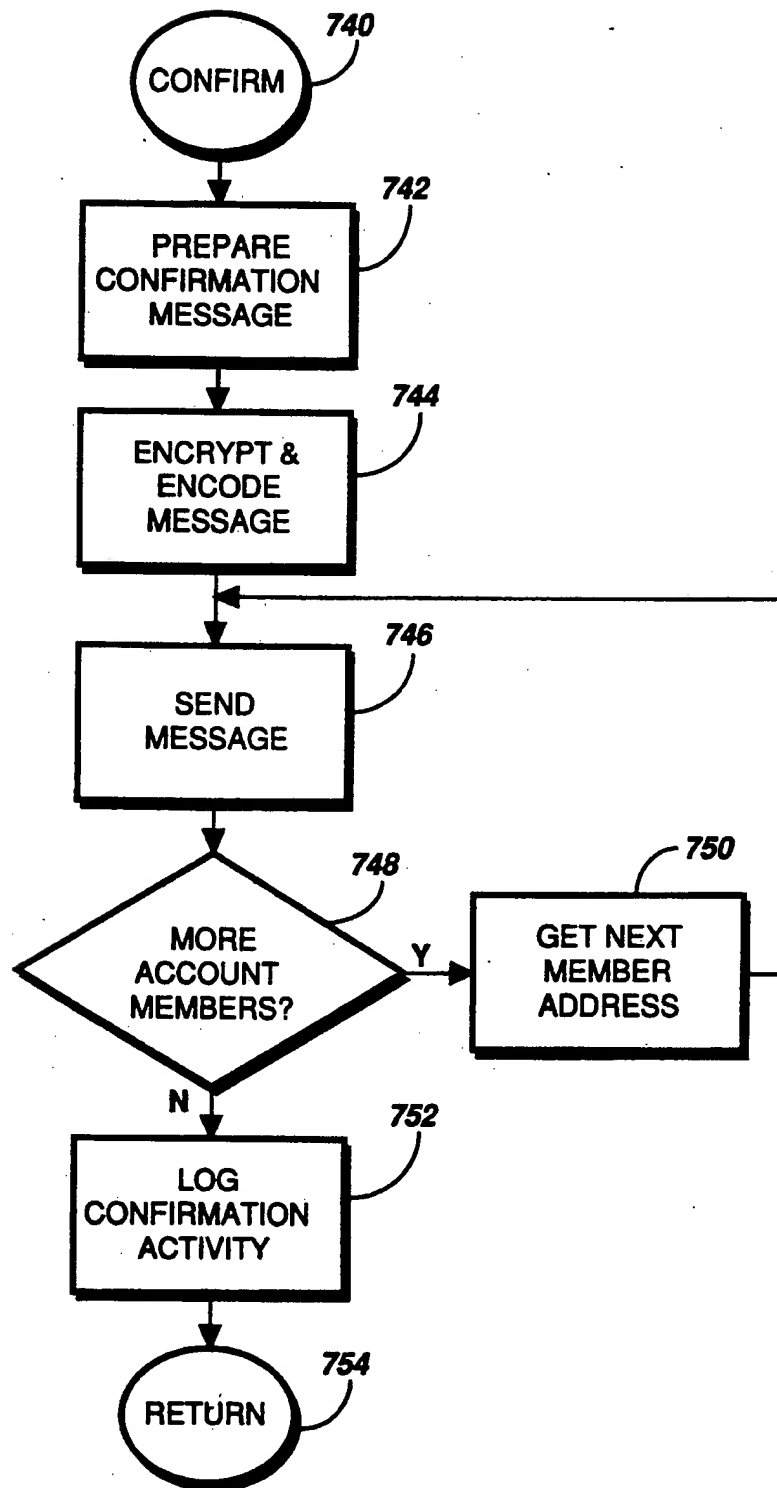 740
CONFIRM
742
PREPARE
CONFIRMATION
MESSAGE
744
ENCRYPT &
ENCODE
MESSAGE
746
SEND
MESSAGE
748
MORE
ACCOUNT
MEMBERS?
Y
750
GET NEXT
MEMBER
ADDRESS
N
752
LOG
CONFIRMATION
ACTIVITY
754
RETURN